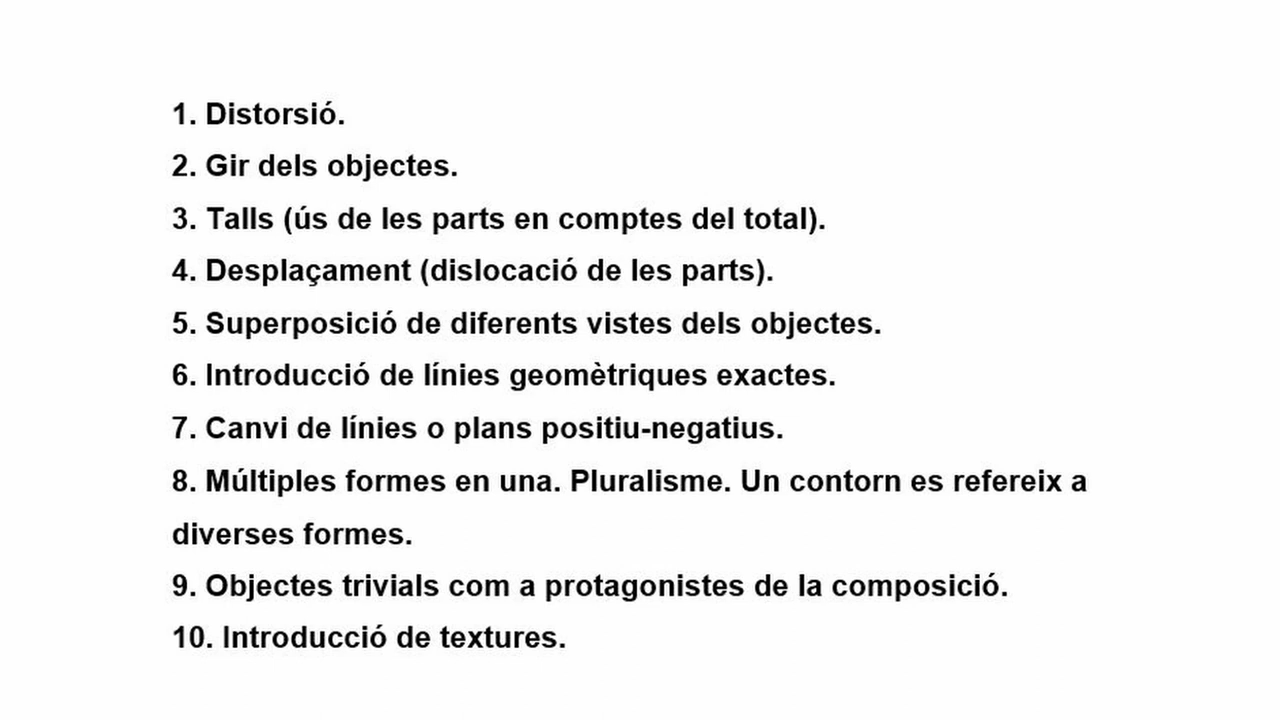 1. Distorsió.
2. Gir dels objectes.
3. Talls (ús de les parts en comptes del total).
4. Desplaçament (dislocació de les parts).
5. Superposició de diferents vistes dels objectes.
6. Introducció de línies geomètriques exactes.
7. Canvi de línies o plans positiu-negatius.
8. Múltiples formes en una. Pluralisme. Un contorn es refereix a
diverses formes.
9. Objectes trivials com a protagonistes de la composició.
10. Introducció de textures.